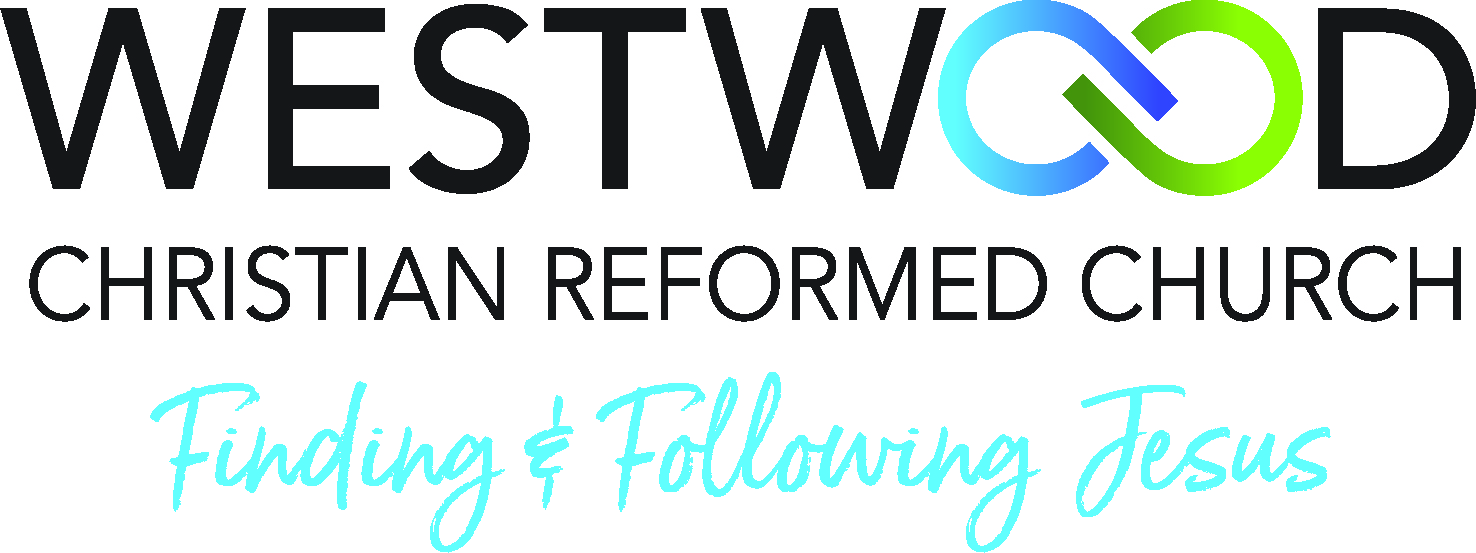 WESTWOOD
CHRISTIAN REFORMED CHURCH
Finding & Following Jesus